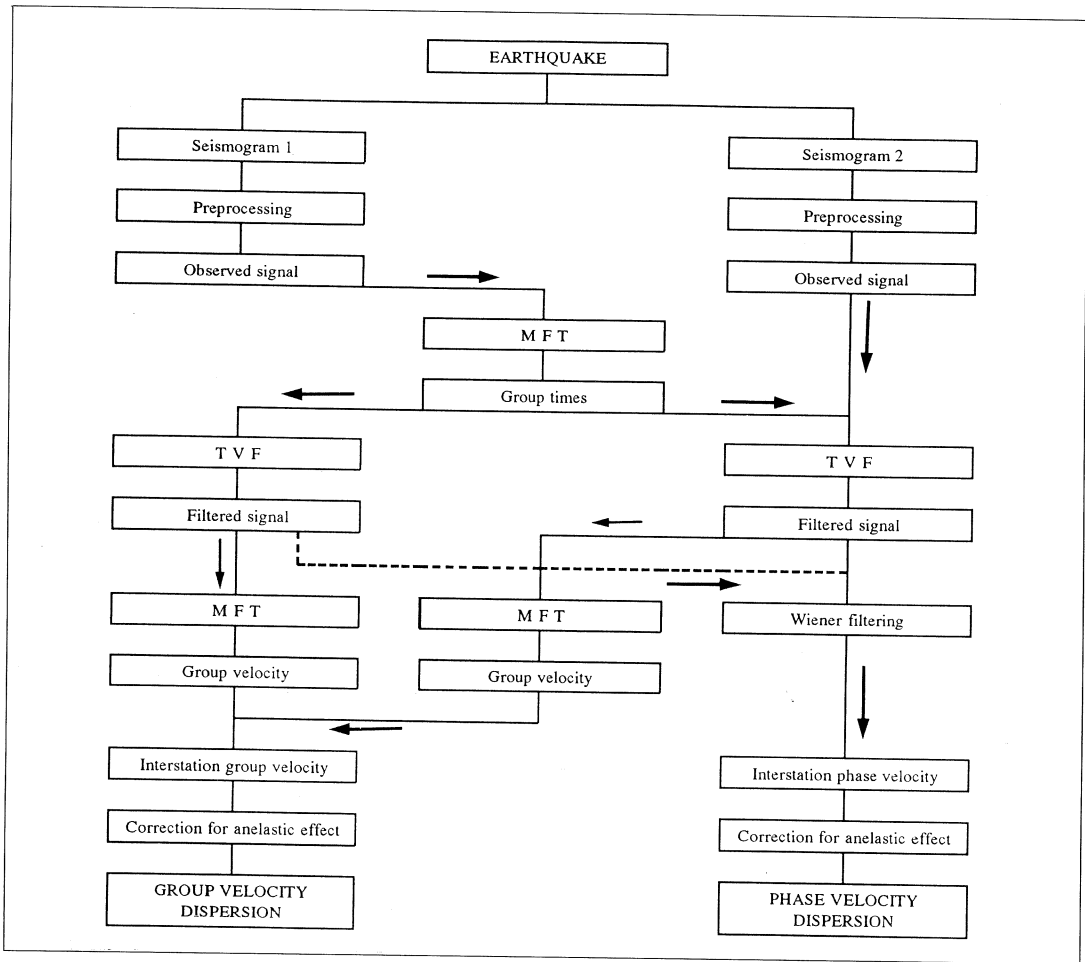 EARTHQUAKE
Seismogram 1
Seismogram 2
Preprocessing
Preprocessing
Observed signal
Observed signal
M F T
Group times
T V F
T V F
Filtered signal
Filtered signal
M F T
M F T
Wiener filtering
Group velocity
Group velocity
Interstation group velocity
Interstation phase velocity
Correction for anelastic effect
Correction for anelastic effect
GROUP VELOCITY
DISPERSION
PHASE VELOCITY
DISPERSION